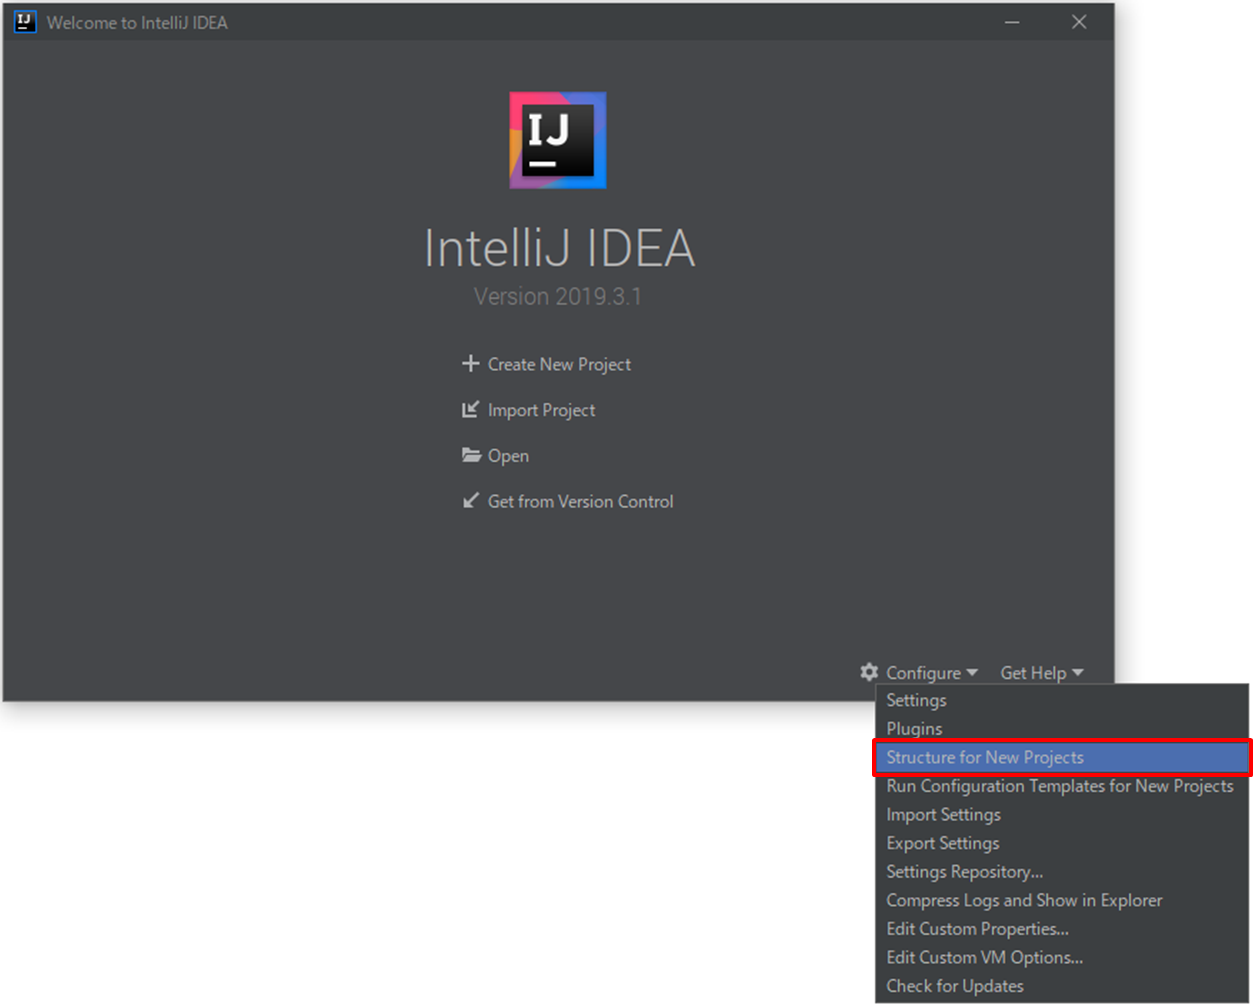 IJ Welcome to IntelliJ IDEA
IJ
IntelliJ IDEA
Version 2019.3.1
Create New Project
Import Project
Open
Get from Version Control
Configure Get Help
Settings
Plugins
Structure for New Projects
Run Configuration Templates for New Projects
Import Settings
Export Settings
Settings Repository...
Compress Logs and Show in Explorer
Edit Custom Properties...
Edit Custom VM Options...
Check for Updates